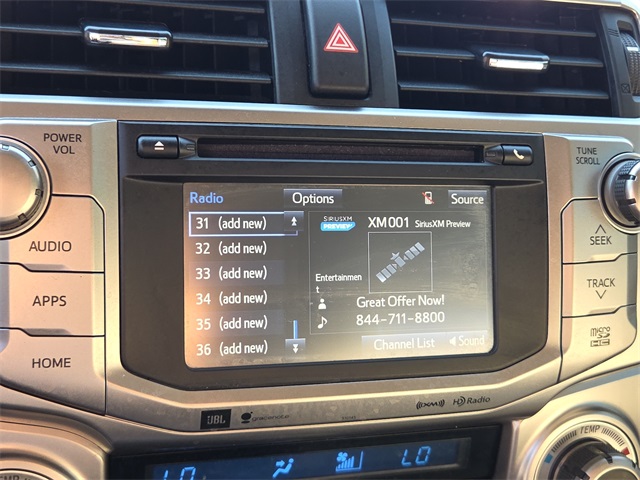 POWER
VOL
AUDIO
APPS
HOME
Radio
Options
Source
31 (add new)
32 (add new)
33 (add new)
34 (add new)
35 (add new)
36 (add new)
SIRIUSXM
PREVIEW
XM001 SiriusXM Preview
Entertainmen
t
Great Offer Now!
844-711-8800
Channel List
Sound
TUNE
SCROLL
SEEK
TRACK
micro
JBL
((XM))
HD Radio
LO
LO
TEMP